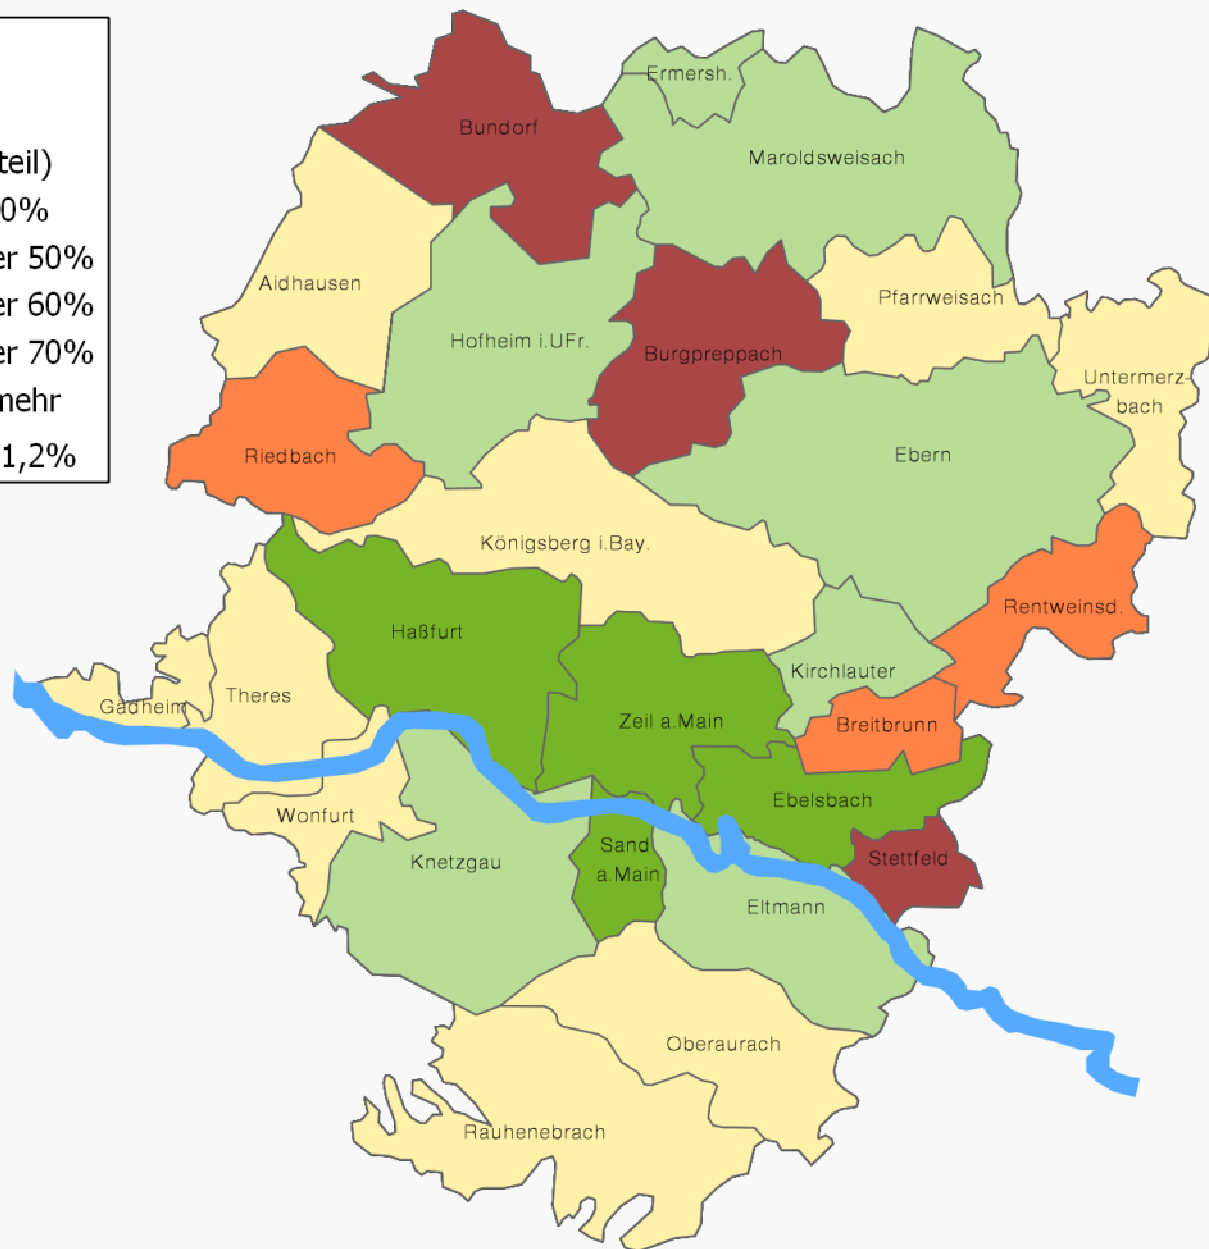 teil)
0%
er 50%
er 60%
er 70%
mehr
1,2%
Ermersh.
Bundorf
Maroldsweisach
Aidhausen
Pfarrweisach
Hofheim i.UFr.
Burgpreppach
Untermerz-
bach
Riedbach
Ebern
Königsberg i.Bay.
Rentweinsd.
Haßfurt
Kirchlauter
Theres
Gädheim
Zeil a.Main
Breitbrunn
Ebelsbach
Wonfurt
Sand
a.Main
Knetzgau
Stettfeld
Eltmann
Oberaurach
Rauhenebrach